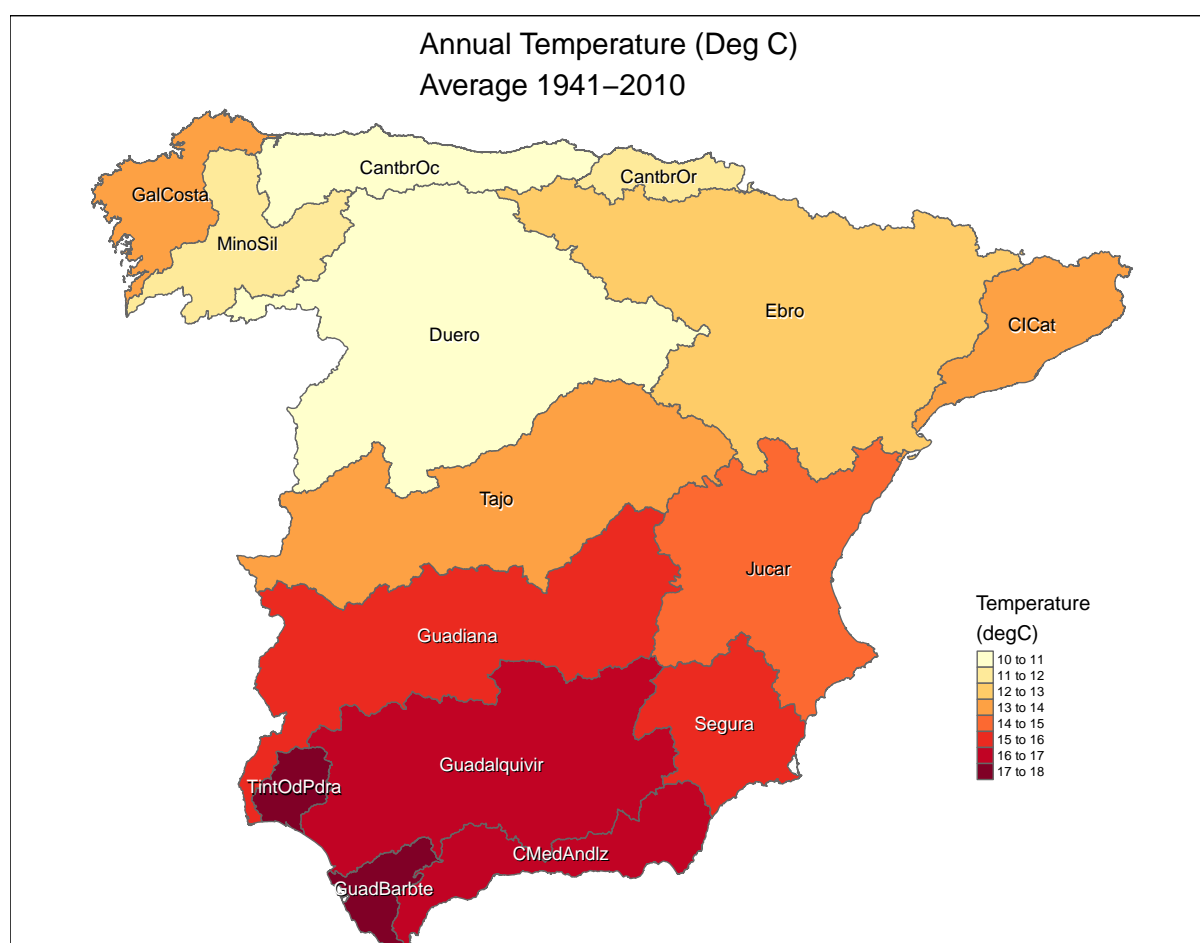 Annual Temperature (Deg C)
Average 1941−2010
CantbrOc
CantbrOr
GalCosta
MinoSil
Ebro
CICat
Duero
Tajo
Jucar
Guadiana
Segura
Guadalquivir
TintOdPdra
CMedAndlz
GuadBarbte
Temperature
(degC)
10 to 11
11 to 12
12 to 13
13 to 14
14 to 15
15 to 16
16 to 17
17 to 18